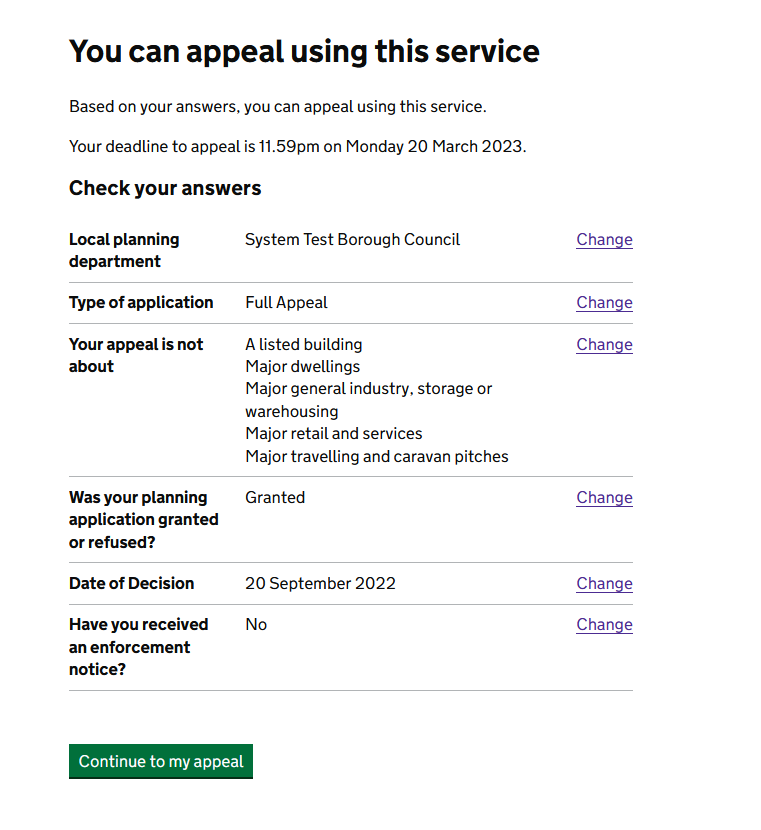 You can appeal using this service
Based on your answers, you can appeal using this service.
Your deadline to appeal is 11.59pm on Monday 20 March 2023.
Check your answers
Local planning
department
System Test Borough Council
Change
Type of application
Full Appeal
Change
Your appeal is not
about
A listed building
Major dwellings
Major general industry, storage or
warehousing
Major retail and services
Major travelling and caravan pitches
Change
Was your planning
application granted
or refused?
Granted
Change
Date of Decision
20 September 2022
Change
Have you received
an enforcement
notice?
No
Change
Continue to my appeal